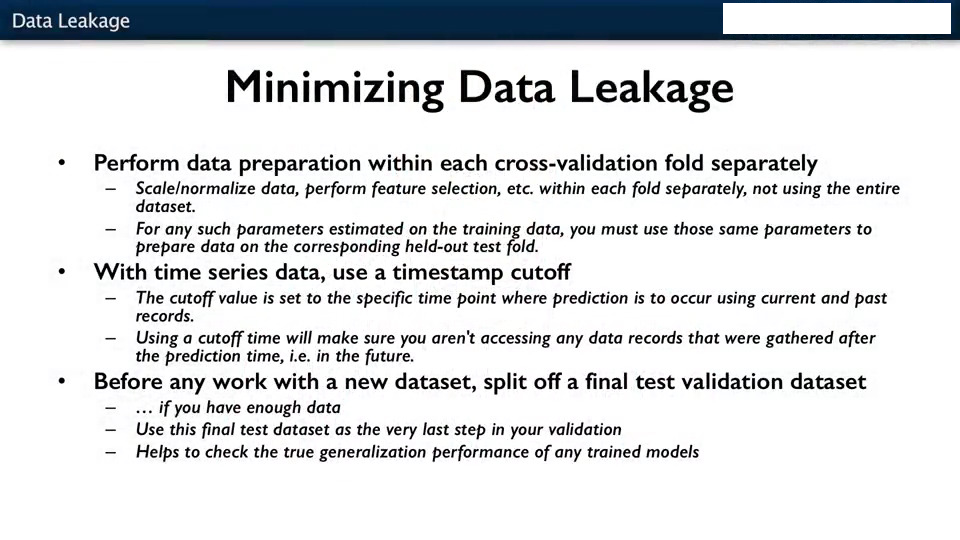 Data Leakage
Minimizing Data Leakage
• Perform data preparation within each cross-validation fold separately
– Scale/normalize data, perform feature selection, etc. within each fold separately, not using the entire
dataset.
– For any such parameters estimated on the training data, you must use those same parameters to
prepare data on the corresponding held-out test fold.
• With time series data, use a timestamp cutoff
– The cutoff value is set to the specific time point where prediction is to occur using current and past
records.
– Using a cutoff time will make sure you aren't accessing any data records that were gathered after
the prediction time, i.e. in the future.
• Before any work with a new dataset, split off a final test validation dataset
– … if you have enough data
– Use this final test dataset as the very last step in your validation
– Helps to check the true generalization performance of any trained models